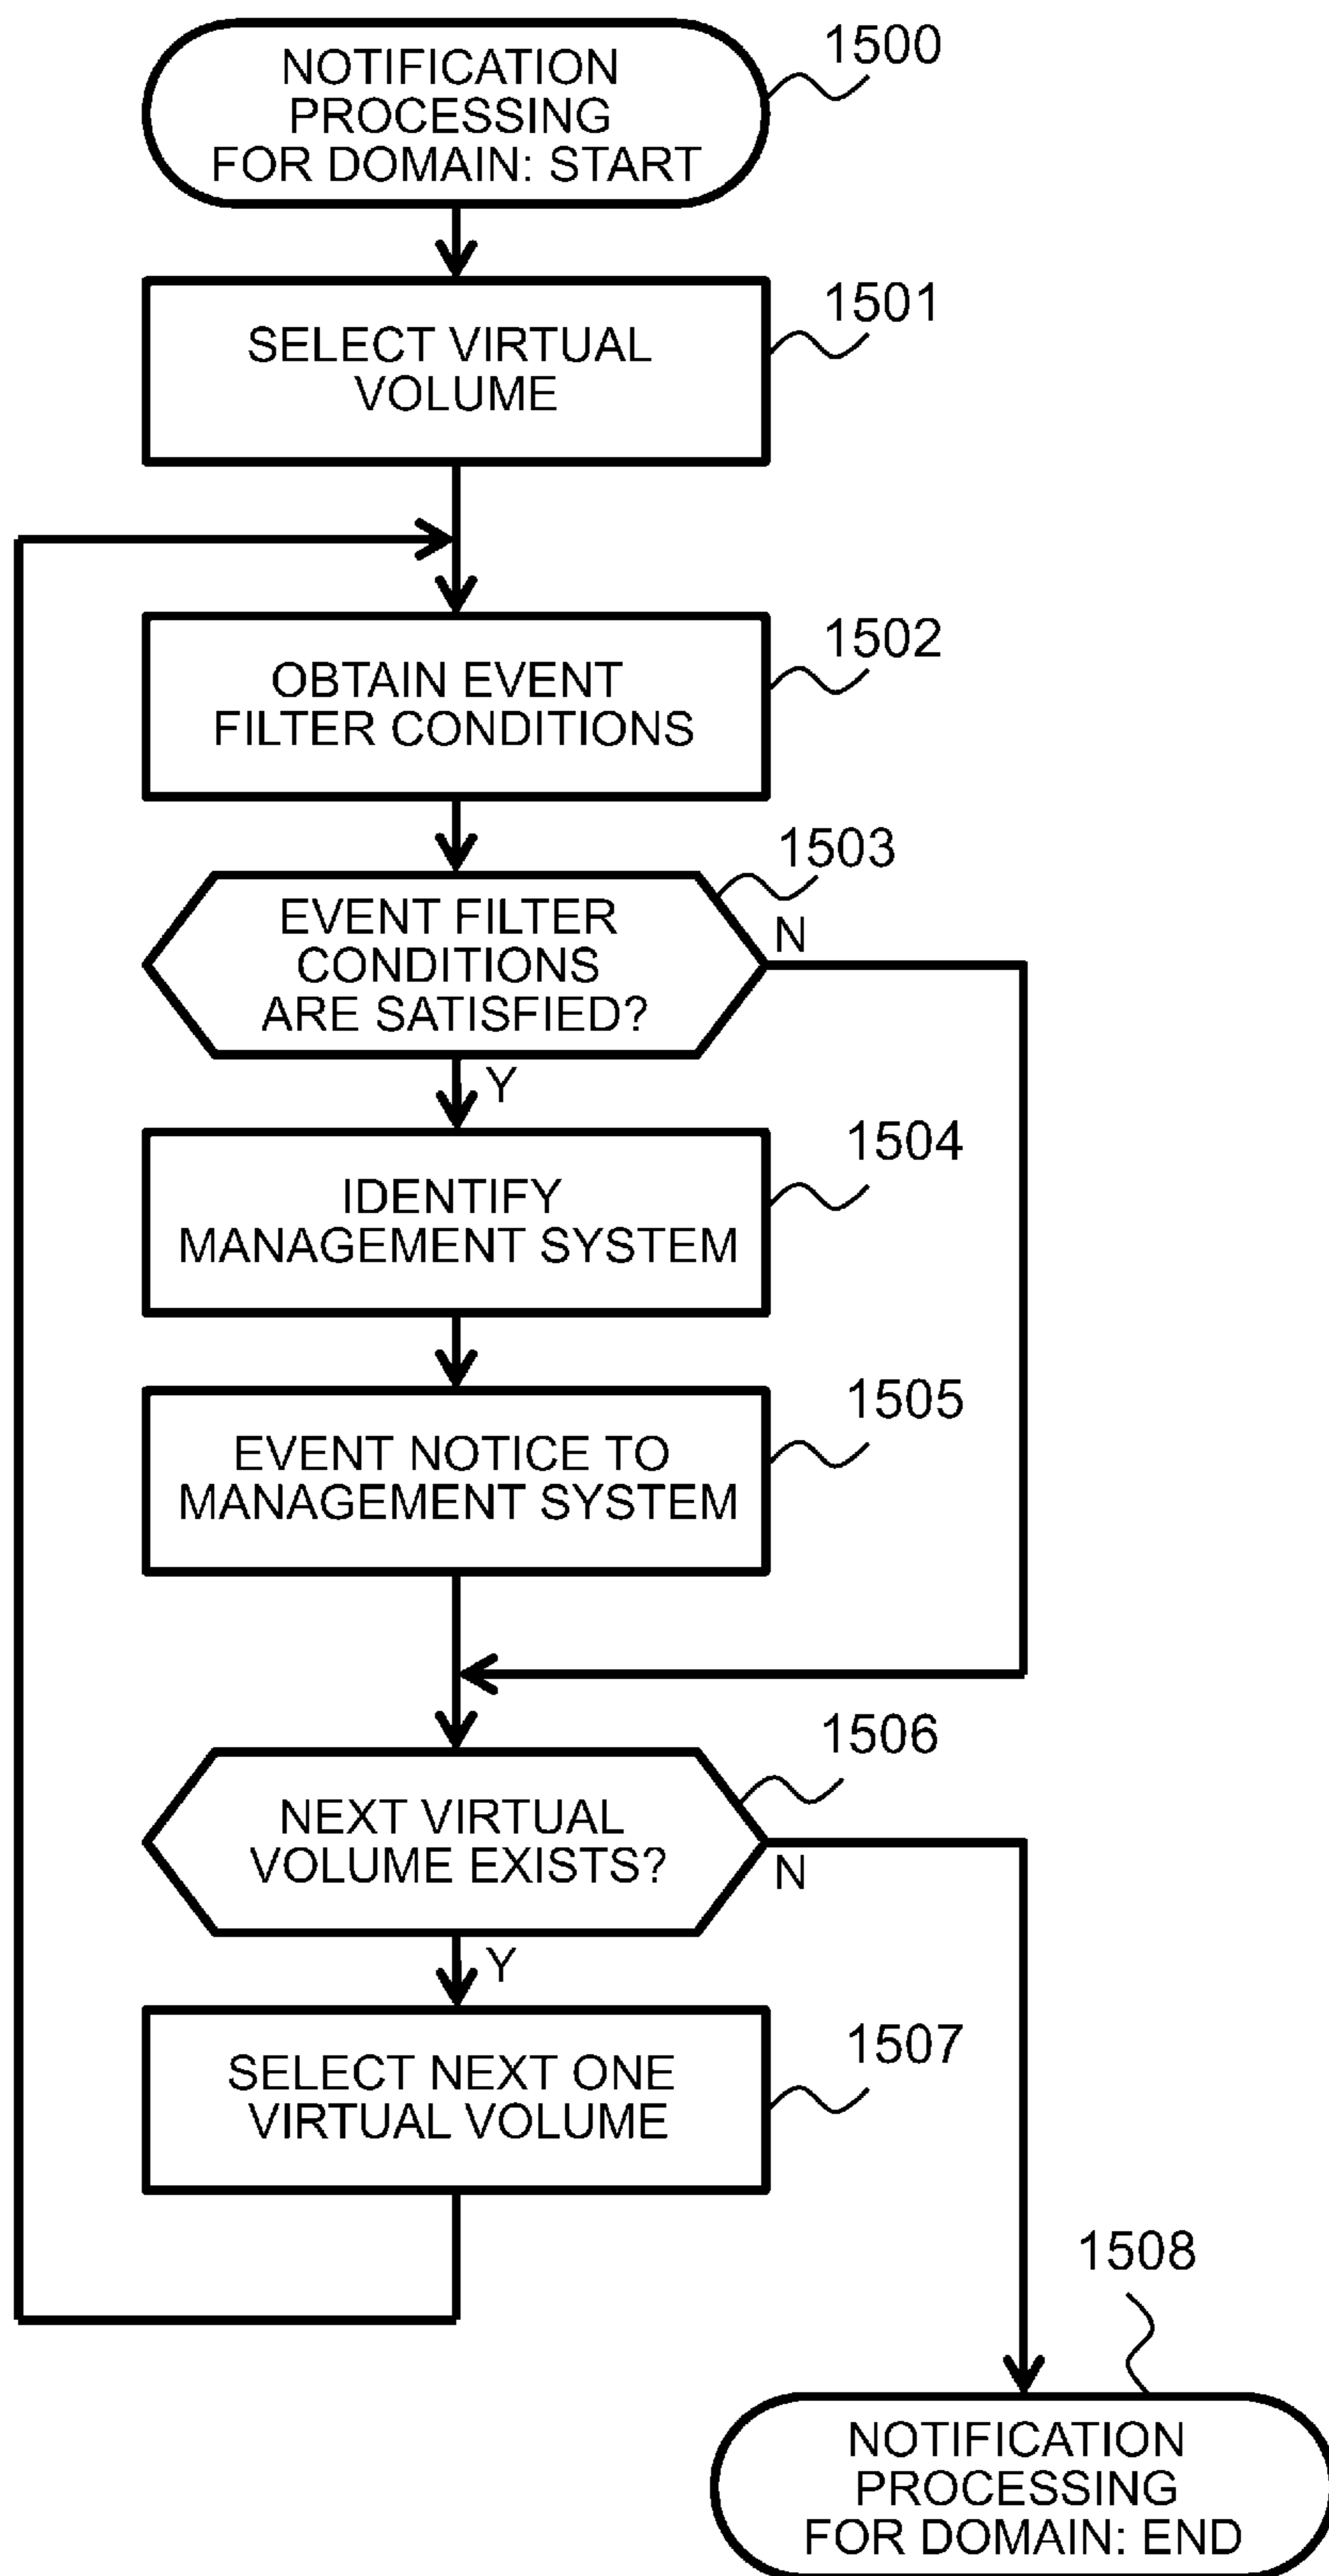 NOTIFICATION
PROCESSING
FOR DOMAIN: START
1500
SELECT VIRTUAL
VOLUME
1501
OBTAIN EVENT
FILTER CONDITIONS
1502
EVENT FILTER
CONDITIONS
ARE SATISFIED?
1503
N
Y
IDENTIFY
MANAGEMENT SYSTEM
1504
EVENT NOTICE TO
MANAGEMENT SYSTEM
1505
NEXT VIRTUAL
VOLUME EXISTS?
1506
N
Y
SELECT NEXT ONE
VIRTUAL VOLUME
1507
1508
NOTIFICATION
PROCESSING
FOR DOMAIN: END